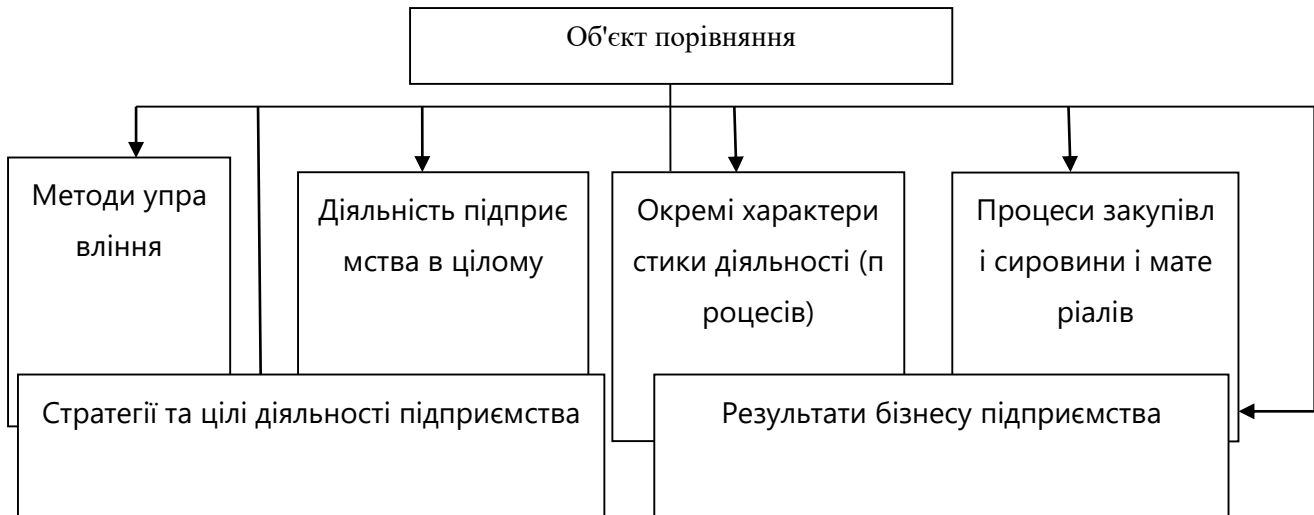 Об'єкт порівняння
Методи упра
вління
Діяльність підприє
мства в цілому
Окремі характери
стики діяльності (п
роцесів)
Процеси закупівл
і сировини і мате
ріалів
Стратегії та цілі діяльності підприємства
Результати бізнесу підприємства